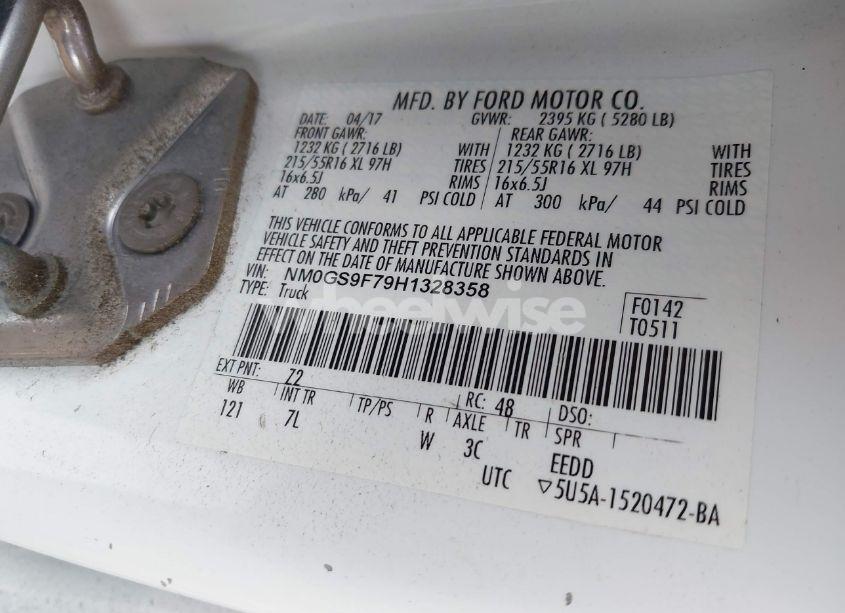 MFD. BY FORD MOTOR CO.
DATE: 04/17 GVWR: 2395 KG ( 5280 LB)
FRONT GAWR: REAR GAWR:
1232 KG ( 2716 LB) WITH 1232 KG ( 2716 LB) WITH
215/55R16 XL 97H TIRES 215/55R16 XL 97H TIRES
16x6.5J RIMS 16x6.5J RIMS
AT 280 kPa/ 41 PSI COLD AT 300 kPa/ 44 PSI COLD
THIS VEHICLE CONFORMS TO ALL APPLICABLE FEDERAL MOTOR
VEHICLE SAFETY AND THEFT PREVENTION STANDARDS IN
EFFECT ON THE DATE OF MANUFACTURE SHOWN ABOVE.
VIN: NM0GS9F79H1328358
TYPE: Truck
F0142
T0511
wheelwise
EXT PNT: Z2 RC: 48 DSO:
WB INT TR TP/PS R AXLE TR SPR
121 7L W 3C EEDD
UTC ▽5U5A-1520472-BA